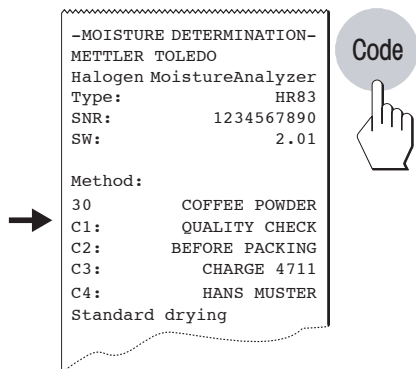 -MOISTURE DETERMINATION-
METTLER TOLEDO
Halogen MoistureAnalyzer
Type: HR83
SNR: 1234567890
SW: 2.01
Method:
30 COFFEE POWDER
C1: QUALITY CHECK
C2: BEFORE PACKING
C3: CHARGE 4711
C4: HANS MUSTER
Standard drying
Code